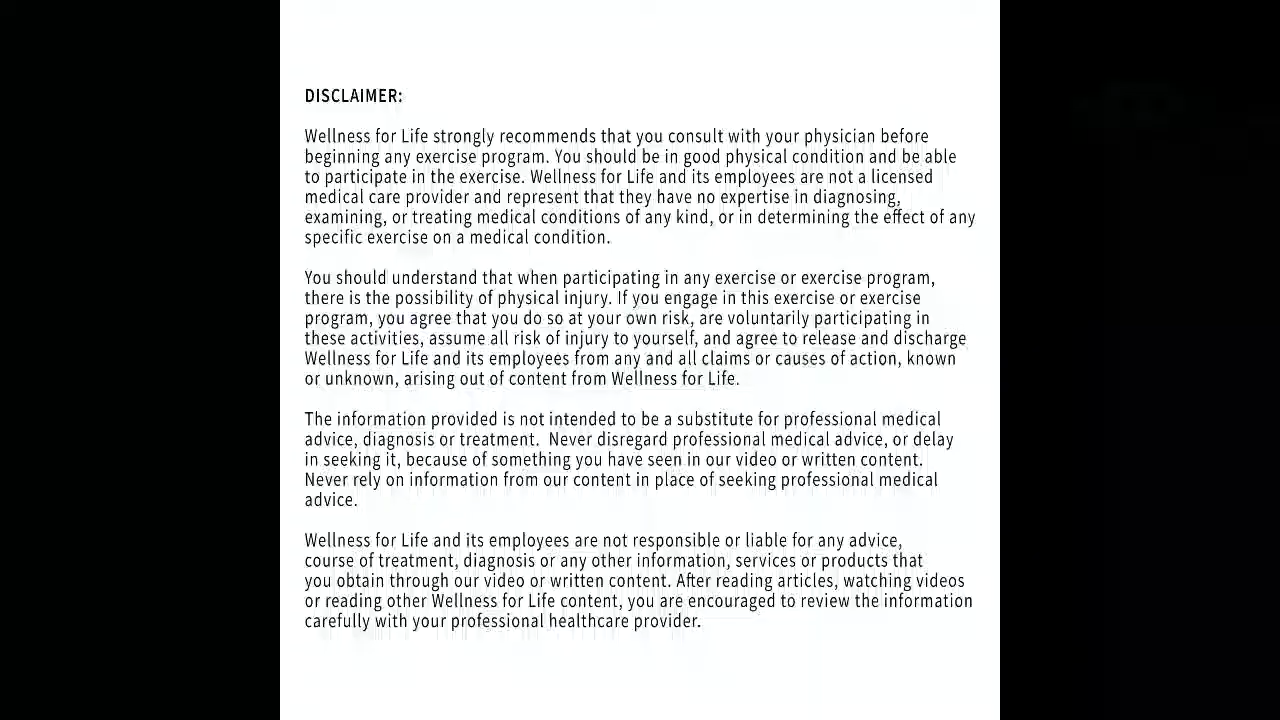 DISCLAIMER:
Wellness for Life strongly recommends that you consult with your physician before
beginning any exercise program. You should be in good physical condition and be able
to participate in the exercise. Wellness for Life and its employees are not a licensed
medical care provider and represent that they have no expertise in diagnosing,
examining, or treating medical conditions of any kind, or in determining the effect of any
specific exercise on a medical condition.
You should understand that when participating in any exercise or exercise program,
there is the possibility of physical injury. If you engage in this exercise or exercise
program, you agree that you do so at your own risk, are voluntarily participating in
these activities, assume all risk of injury to yourself, and agree to release and discharge
Wellness for Life and its employees from any and all claims or causes of action, known
or unknown, arising out of content from Wellness for Life.
The information provided is not intended to be a substitute for professional medical
advice, diagnosis or treatment.  Never disregard professional medical advice, or delay
in seeking it, because of something you have seen in our video or written content.
Never rely on information from our content in place of seeking professional medical
advice.
Wellness for Life and its employees are not responsible or liable for any advice,
course of treatment, diagnosis or any other information, services or products that
you obtain through our video or written content. After reading articles, watching videos
or reading other Wellness for Life content, you are encouraged to review the information
carefully with your professional healthcare provider.